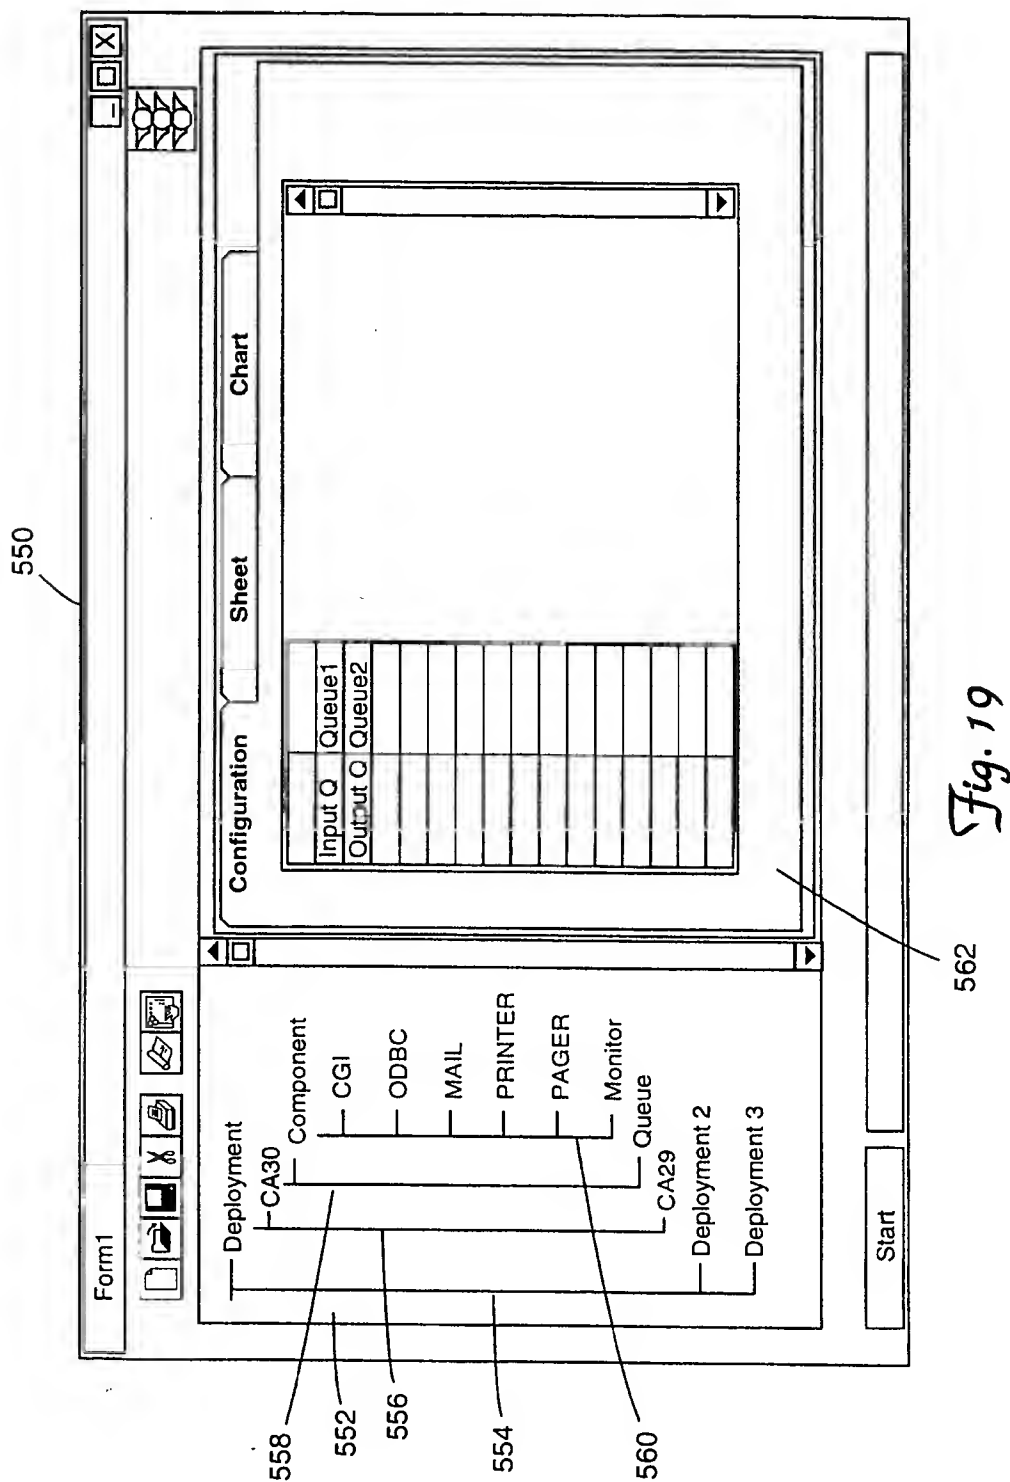 550
Form1
X
Configuration
Sheet
Chart
Input Q Queue1
Output Q Queue2
Deployment
CA30
Component
CGI
ODBC
MAIL
PRINTER
PAGER
Monitor
Queue
CA29
Deployment 2
Deployment 3
Start
558
552
556
554
560
562
Fig. 19